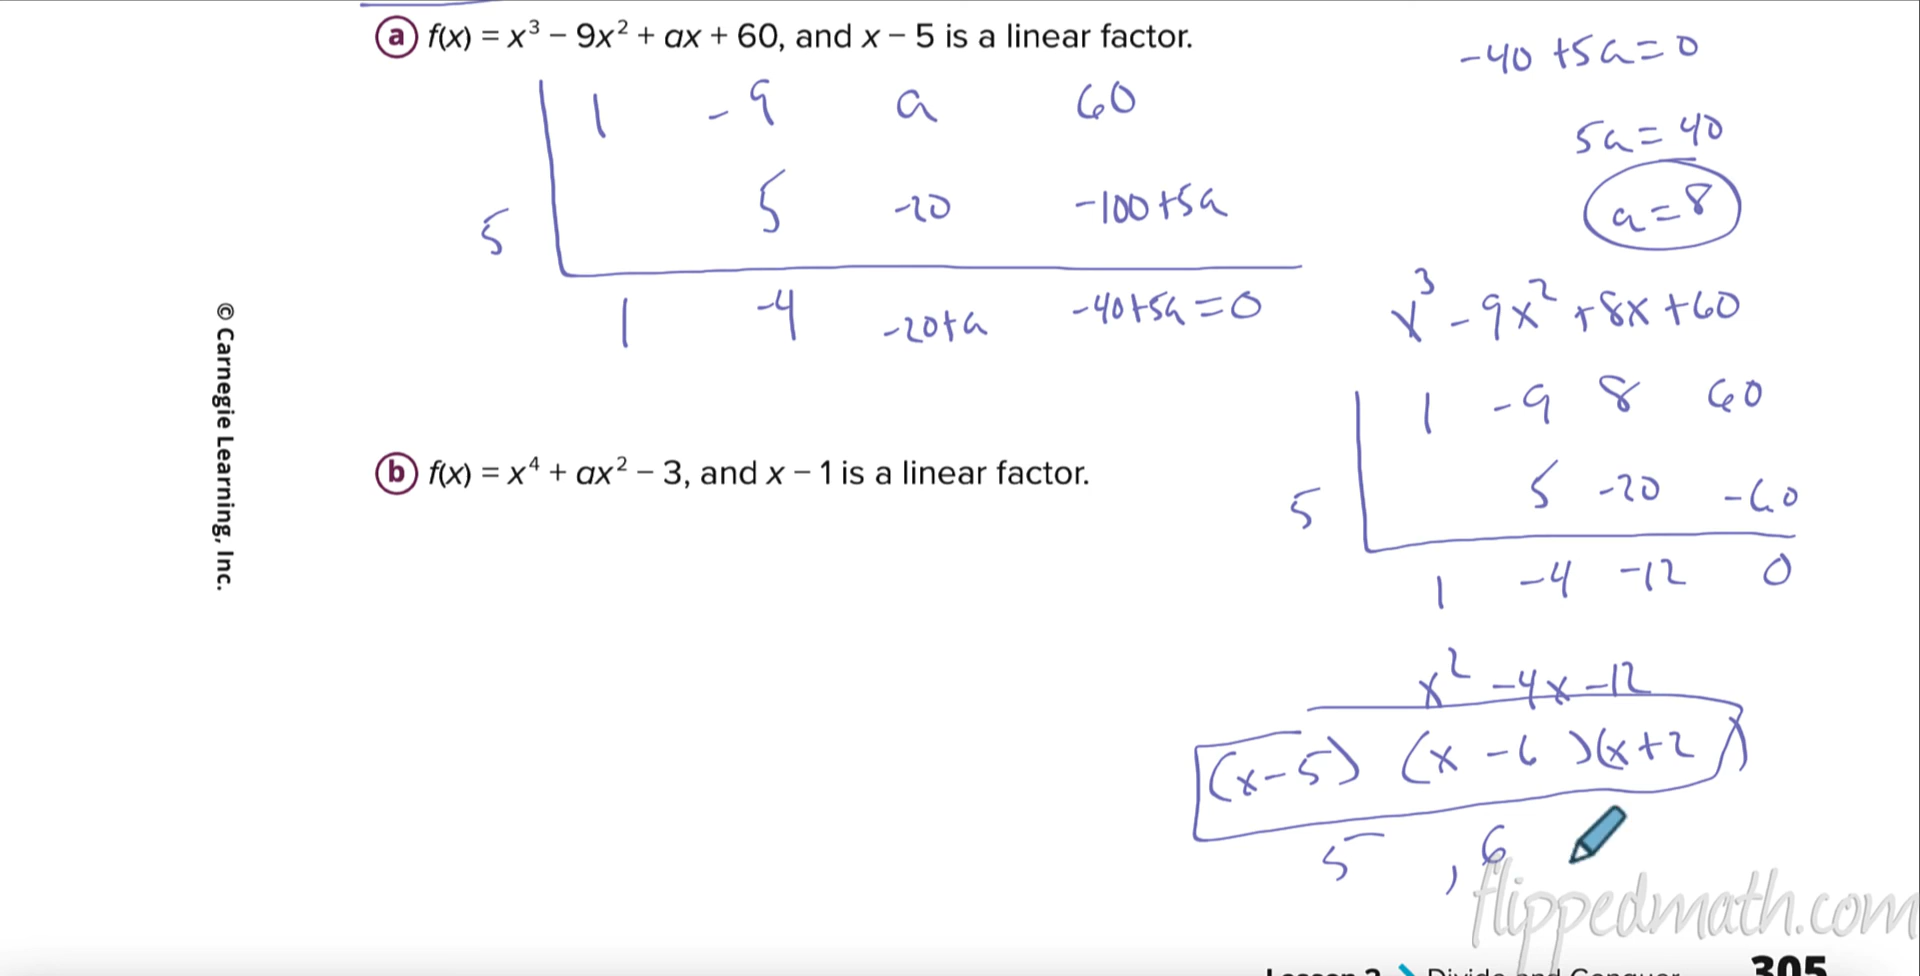 a f(x) = x³ − 9x² + ax + 60, and x − 5 is a linear factor.
1 -9 a 60
5 5 -20 -100+5a
1 -4 -20+a -40+5a=0
-40+5a=0
5a=40
a=8
x³-9x²+8x+60
1 -9 8 60
5 5 -20 -60
1 -4 -12 0
x²-4x-12
(x-5) (x-6)(x+2)
5, 6
b f(x) = x⁴ + ax² − 3, and x − 1 is a linear factor.
© Carnegie Learning, Inc.
flippedmath.com
305